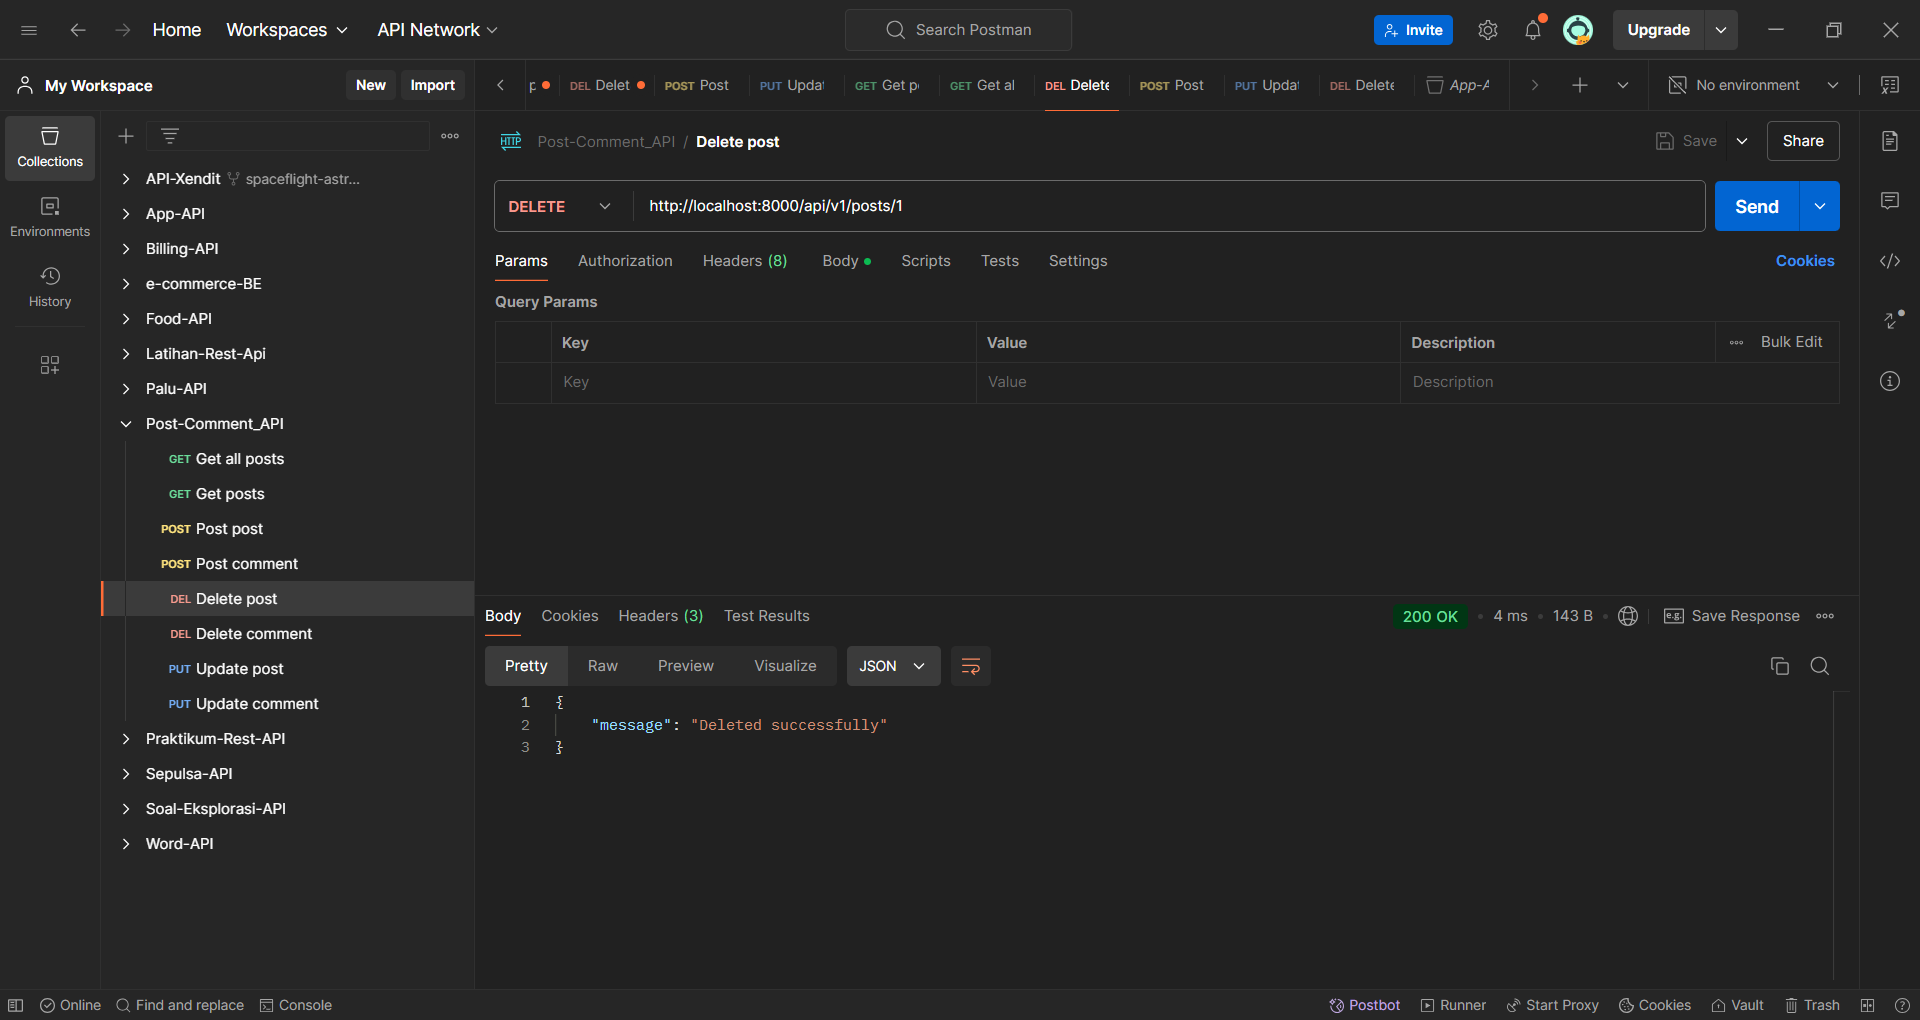 Home
Workspaces
API Network
Search Postman
Invite
Upgrade
My Workspace
New
Import
DEL Delet
POST Post
PUT Updat
GET Get p
GET Get al
DEL Delete
POST Post
PUT Updat
DEL Delete
App-A
No environment
Collections
Environments
History
API-Xendit spaceflight-astr...
App-API
Billing-API
e-commerce-BE
Food-API
Latihan-Rest-Api
Palu-API
Post-Comment_API
GET Get all posts
GET Get posts
POST Post post
POST Post comment
DEL Delete post
DEL Delete comment
PUT Update post
PUT Update comment
Praktikum-Rest-API
Sepulsa-API
Soal-Eksplorasi-API
Word-API
HTTP Post-Comment_API / Delete post
Save
Share
DELETE
http://localhost:8000/api/v1/posts/1
Send
Params
Authorization
Headers (8)
Body
Scripts
Tests
Settings
Cookies
Query Params
Key
Value
Description
Bulk Edit
Key
Value
Description
Body
Cookies
Headers (3)
Test Results
200 OK
4 ms
143 B
e.g. Save Response
Pretty
Raw
Preview
Visualize
JSON
1 {
2 "message": "Deleted successfully"
3 }
Online
Find and replace
Console
Postbot
Runner
Start Proxy
Cookies
Vault
Trash